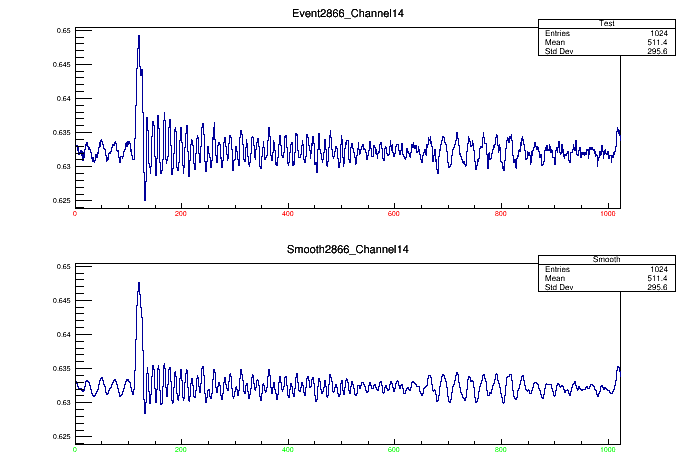 Event2866_Channel14
Test
Entries 1024
Mean 511.4
Std Dev 295.6
0.65
0.645
0.64
0.635
0.63
0.625
0 200 400 600 800 1000
Smooth2866_Channel14
Smooth
Entries 1024
Mean 511.4
Std Dev 295.6
0.65
0.645
0.64
0.635
0.63
0.625
0 200 400 600 800 1000